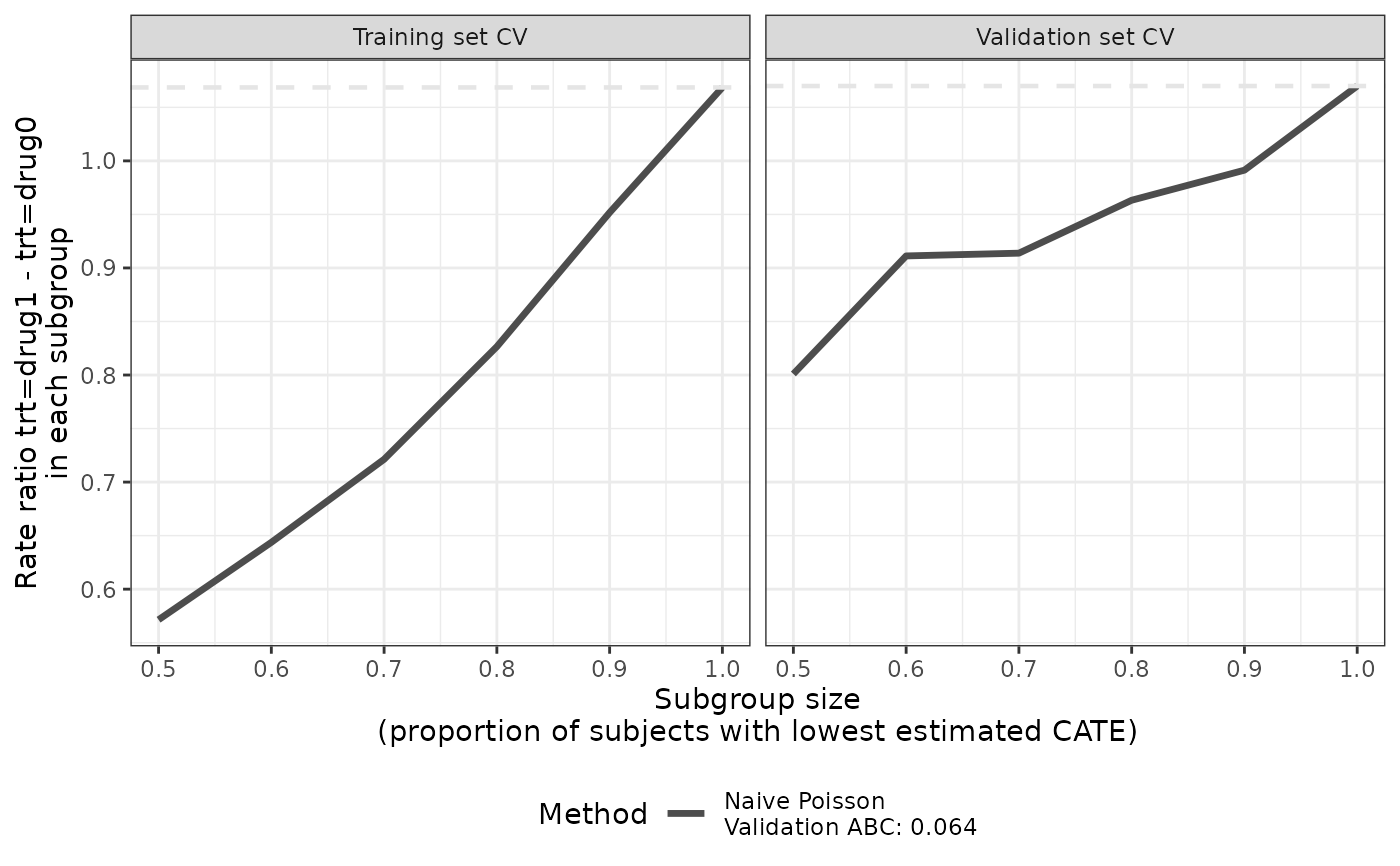 Training set CV
Validation set CV
Rate ratio trt=drug1 - trt=drug0
in each subgroup
1.0
0.9
0.8
0.7
0.6
0.5 0.6 0.7 0.8 0.9 1.0
0.5 0.6 0.7 0.8 0.9 1.0
Subgroup size
(proportion of subjects with lowest estimated CATE)
Method
Naive Poisson
Validation ABC: 0.064